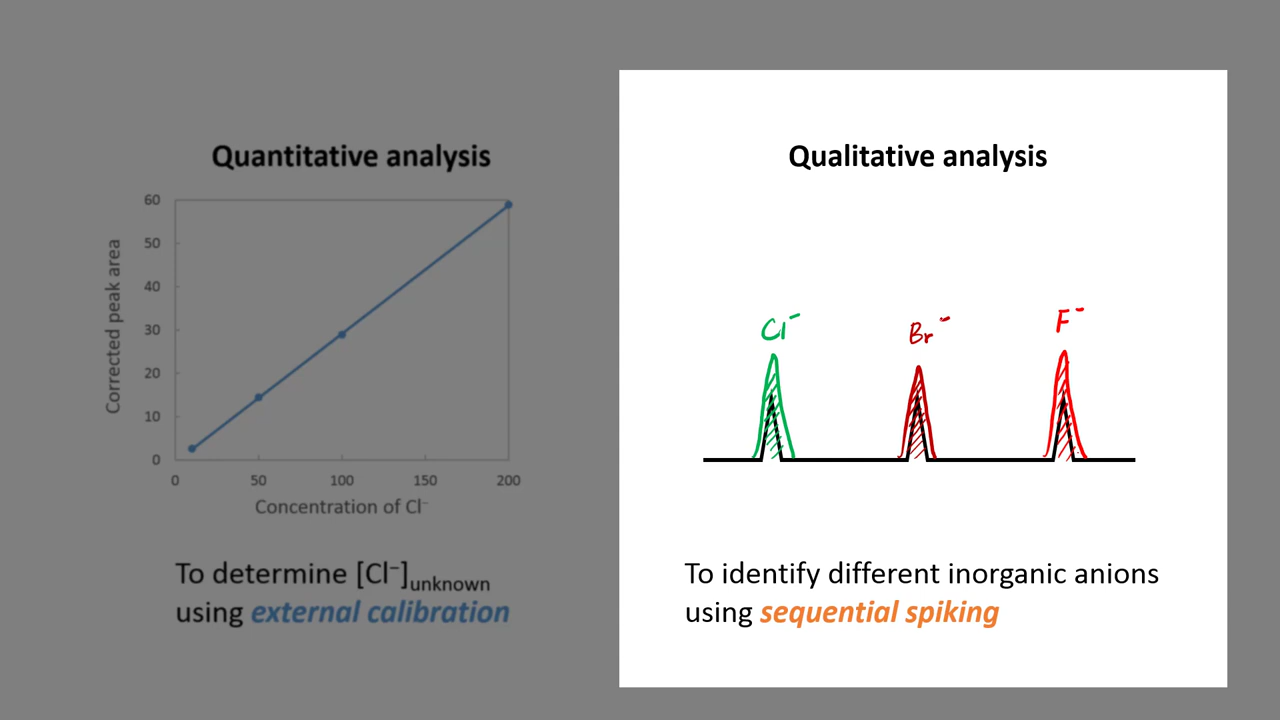 Quantitative analysis
60
50
40
30
20
10
0
Corrected peak area
0 50 100 150 200
Concentration of Cl⁻
To determine [Cl⁻]unknown
using external calibration
Qualitative analysis
Cl⁻ Br⁻ F⁻
To identify different inorganic anions
using sequential spiking